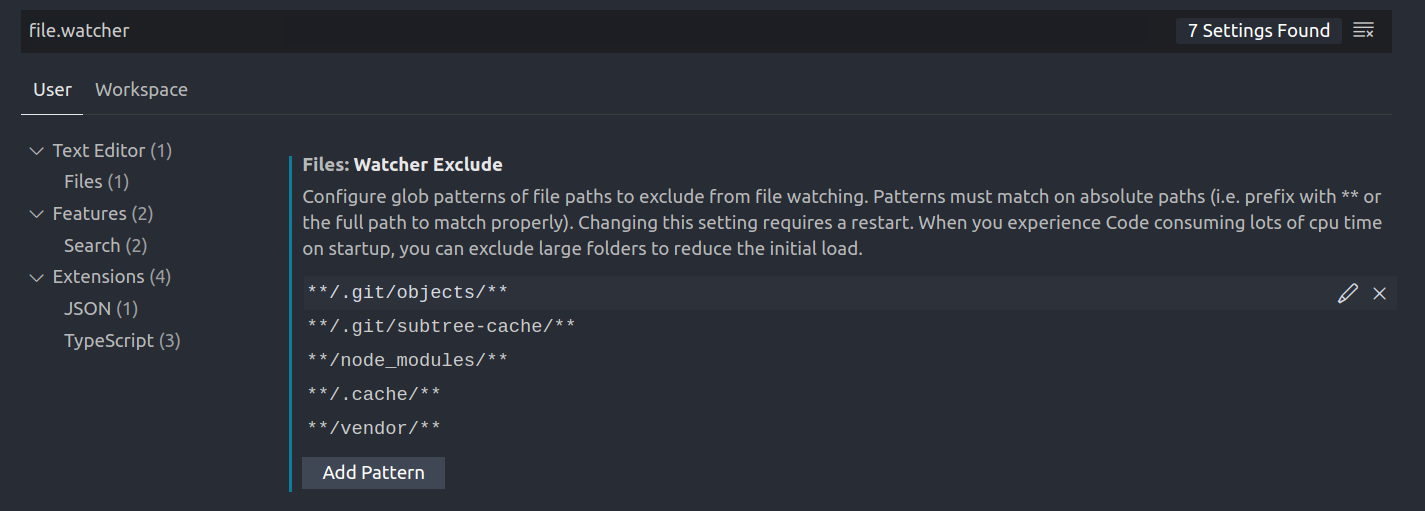 file.watcher
7 Settings Found
User Workspace
Text Editor (1)
Files (1)
Features (2)
Search (2)
Extensions (4)
JSON (1)
TypeScript (3)
Files: Watcher Exclude
Configure glob patterns of file paths to exclude from file watching. Patterns must match on absolute paths (i.e. prefix with ** or
the full path to match properly). Changing this setting requires a restart. When you experience Code consuming lots of cpu time
on startup, you can exclude large folders to reduce the initial load.
**/.git/objects/**
**/.git/subtree-cache/**
**/node_modules/**
**/.cache/**
**/vendor/**
Add Pattern